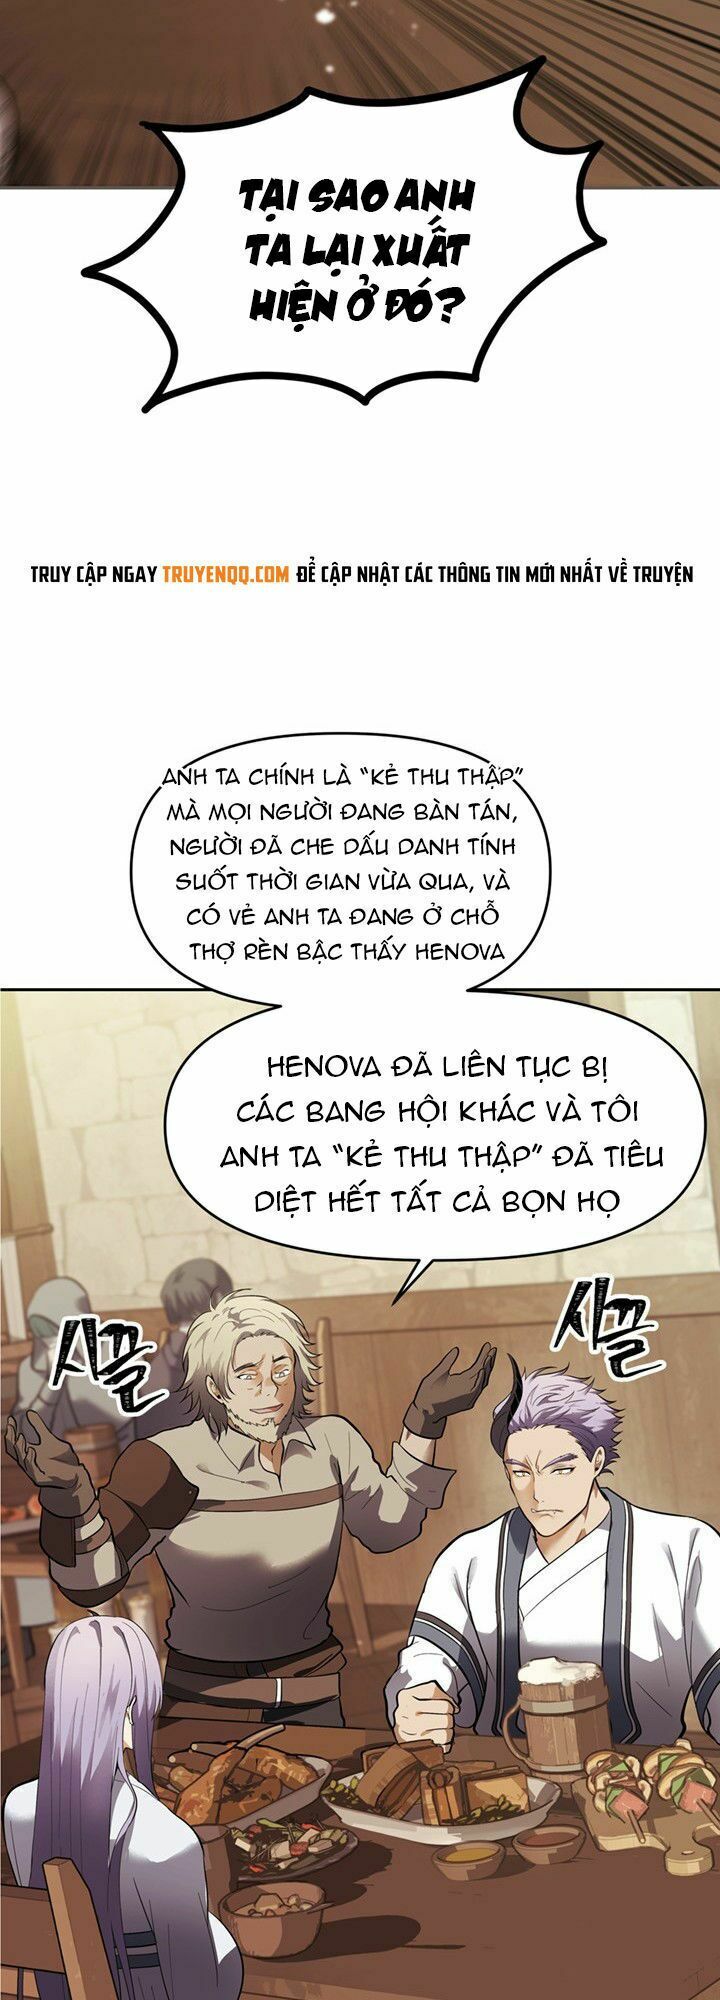 TẠI SAO ANH
TA LẠI XUẤT
HIỆN Ở ĐÓ?
TRUY CẬP NGAY TRUYENQQ.COM ĐỂ CẬP NHẬT CÁC THÔNG TIN MỚI NHẤT VỀ TRUYỆN
ANH TA CHÍNH LÀ “KẺ THU THẬP”
MÀ MỌI NGƯỜI ĐANG BÀN TÁN,
NGƯỜI ĐÃ CHE DẤU DANH TÍNH
SUỐT THỜI GIAN VỪA QUA, VÀ
CÓ VẺ ANH TA ĐANG Ở CHỖ
THỢ RÈN BẬC THẤY HENOVA
HENOVA ĐÃ LIÊN TỤC BỊ
CÁC BANG HỘI KHÁC VÀ TÔI
ANH TA “KẺ THU THẬP” ĐÃ TIÊU
DIỆT HẾT TẤT CẢ BỌN HỌ
시끌
시끌